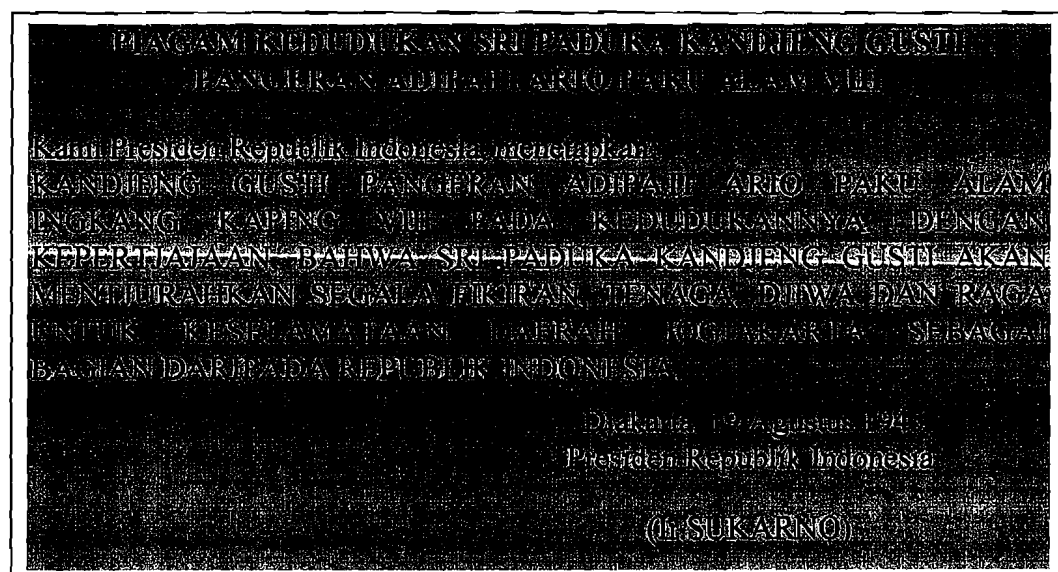 PIAGAM KEDUDUKAN SRI PADUKA KANDJENG GUSTI
PANGERAN ADIPATI ARIO PAKU ALAM VIII
Kami Presiden Republik Indonesia, menetapkan:
KANDJENG GUSTI PANGERAN ADIPATI ARIO PAKU ALAM
INGKANG KAPING VIII PADA KEDUDUKANNYA DENGAN
KEPERTJAJAAN BAHWA SRI PADUKA KANDJENG GUSTI AKAN
MENTJURAHKAN SEGALA FIKIRAN, TENAGA, DJIWA DAN RAGA
UNTUK KESELAMATAAN DAERAH JOGJAKARTA SEBAGAI
BAGIAN DARIPADA REPUBLIK INDONESIA.
Djakarta, 19 Agustus
Presiden Republik Indonesia
(Ir.SUKARNO)